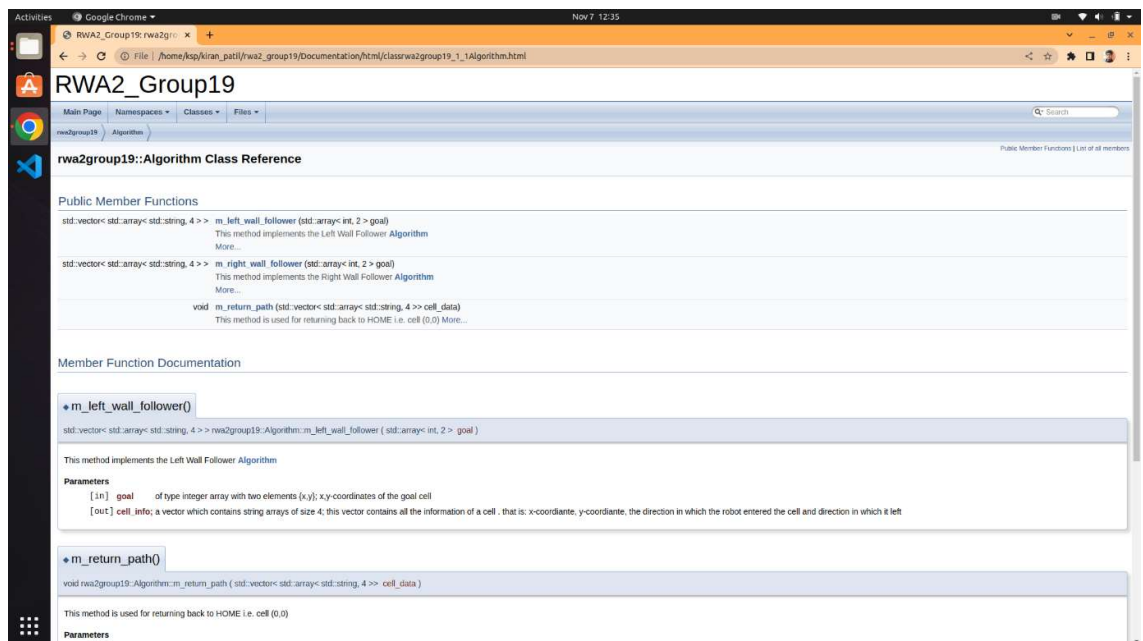 Activities
Google Chrome
Nov 7 12:35
RWA2_Group19: rwa2gro
File | /home/ksp/kiran_patil/rwa2_group19/Documentation/html/classrwa2group19_1_1Algorithm.html
RWA2_Group19
Main Page Namespaces Classes Files
Search
rwa2group19 Algorithm
Public Member Functions | List of all members
rwa2group19::Algorithm Class Reference
Public Member Functions
std::vector< std::array< std::string, 4 > > m_left_wall_follower (std::array< int, 2 > goal)
This method implements the Left Wall Follower Algorithm
More...
std::vector< std::array< std::string, 4 > > m_right_wall_follower (std::array< int, 2 > goal)
This method implements the Right Wall Follower Algorithm
More...
void m_return_path (std::vector< std::array< std::string, 4 >> cell_data)
This method is used for returning back to HOME i.e. cell (0,0) More...
Member Function Documentation
m_left_wall_follower()
std::vector< std::array< std::string, 4 > > rwa2group19::Algorithm::m_left_wall_follower ( std::array< int, 2 > goal )
This method implements the Left Wall Follower Algorithm
Parameters
[in] goal of type integer array with two elements {x,y}; x,y-coordinates of the goal cell
[out] cell_info; a vector which contains string arrays of size 4; this vector contains all the information of a cell . that is: x-coordiante, y-coordiante, the direction in which the robot entered the cell and direction in which it left
m_return_path()
void rwa2group19::Algorithm::m_return_path ( std::vector< std::array< std::string, 4 >> cell_data )
This method is used for returning back to HOME i.e. cell (0,0)
Parameters